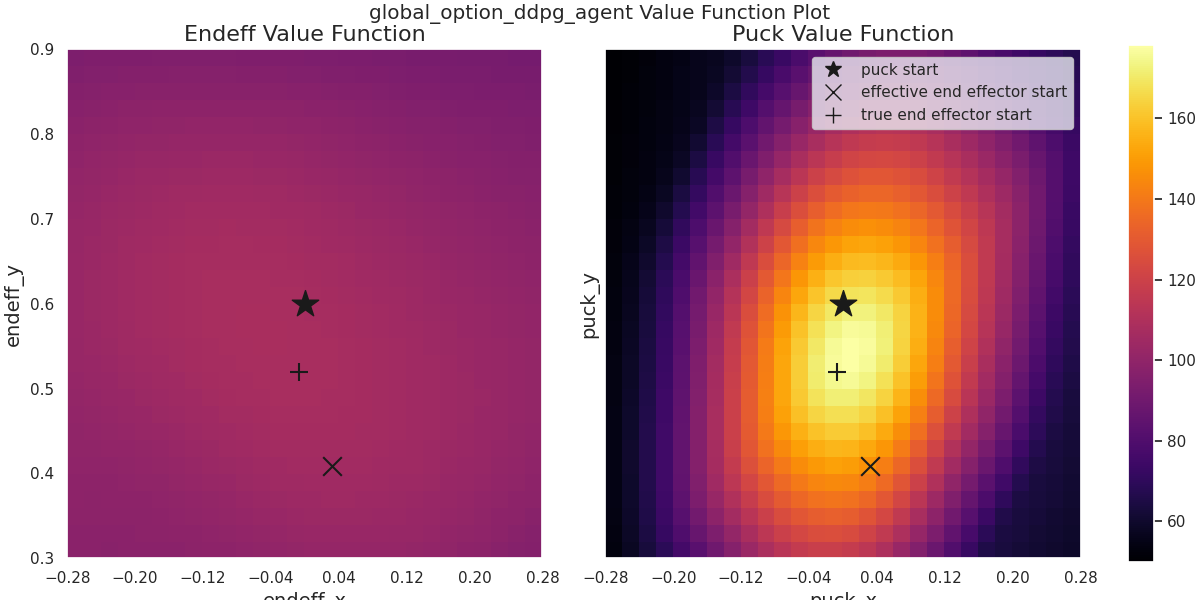 global_option_ddpg_agent Value Function Plot
Endeff Value Function
Puck Value Function
puck start
effective end effector start
true end effector start
0.9
0.8
0.7
0.6
0.5
0.4
0.3
endeff_y
−0.28 −0.20 −0.12 −0.04 0.04 0.12 0.20 0.28
endeff_x
puck_y
−0.28 −0.20 −0.12 −0.04 0.04 0.12 0.20 0.28
puck_x
160
140
120
100
80
60